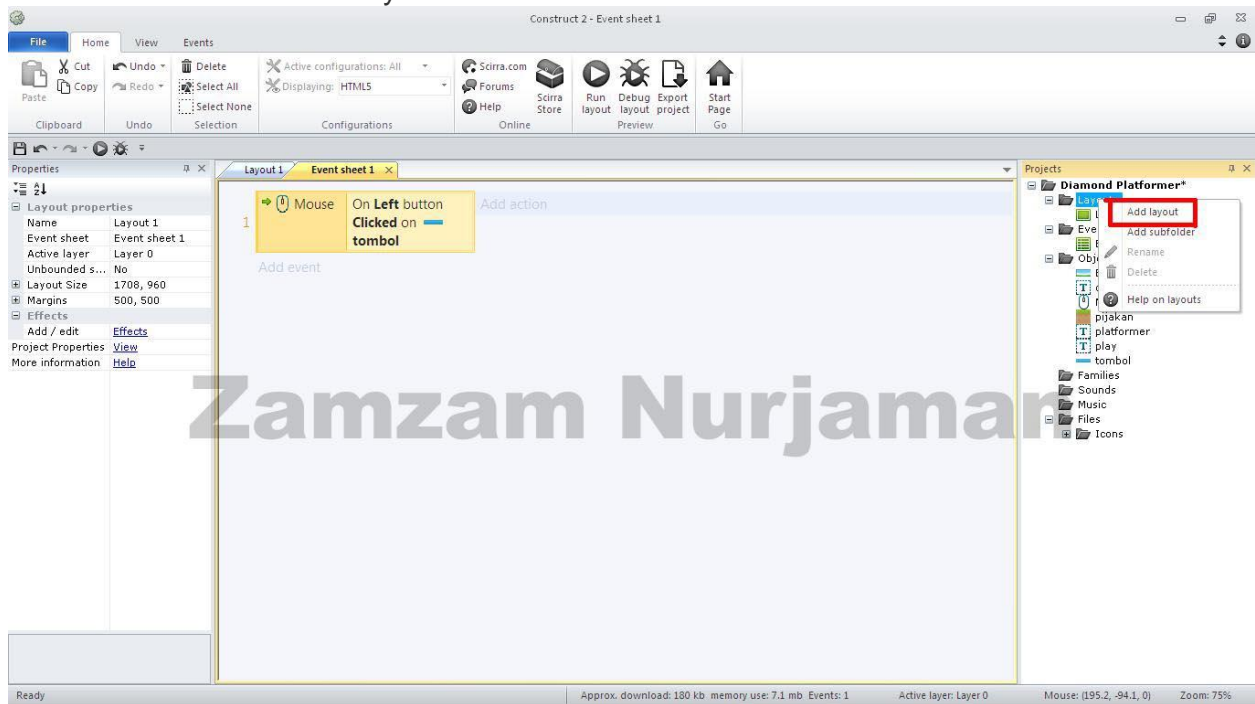 Construct 2 - Event sheet 1
File Home View Events
Paste
Cut
Copy
Clipboard
Undo
Redo
Undo
Delete
Select All
Select None
Selection
Active configurations: All
Displaying: HTML5
Configurations
Scirra.com
Forums
Help
Scirra Store
Online
Run layout
Debug layout
Export project
Preview
Start Page
Go
Properties
Layout properties
Name Layout 1
Event sheet Event sheet 1
Active layer Layer 0
Unbounded s... No
Layout Size 1708, 960
Margins 500, 500
Effects
Add / edit Effects
Project Properties View
More information Help
Layout 1 Event sheet 1
1 Mouse On Left button
Clicked on
tombol
Add action
Add event
Projects
Diamond Platformer*
Eve
Obj
pijakan
T platformer
T play
tombol
Families
Sounds
Music
Files
Icons
Add layout
Add subfolder
Rename
Delete
Help on layouts
Zamzam Nurjaman
Ready
Approx. download: 180 kb memory use: 7.1 mb Events: 1
Active layer: Layer 0
Mouse: (195.2, -94.1, 0)
Zoom: 75%